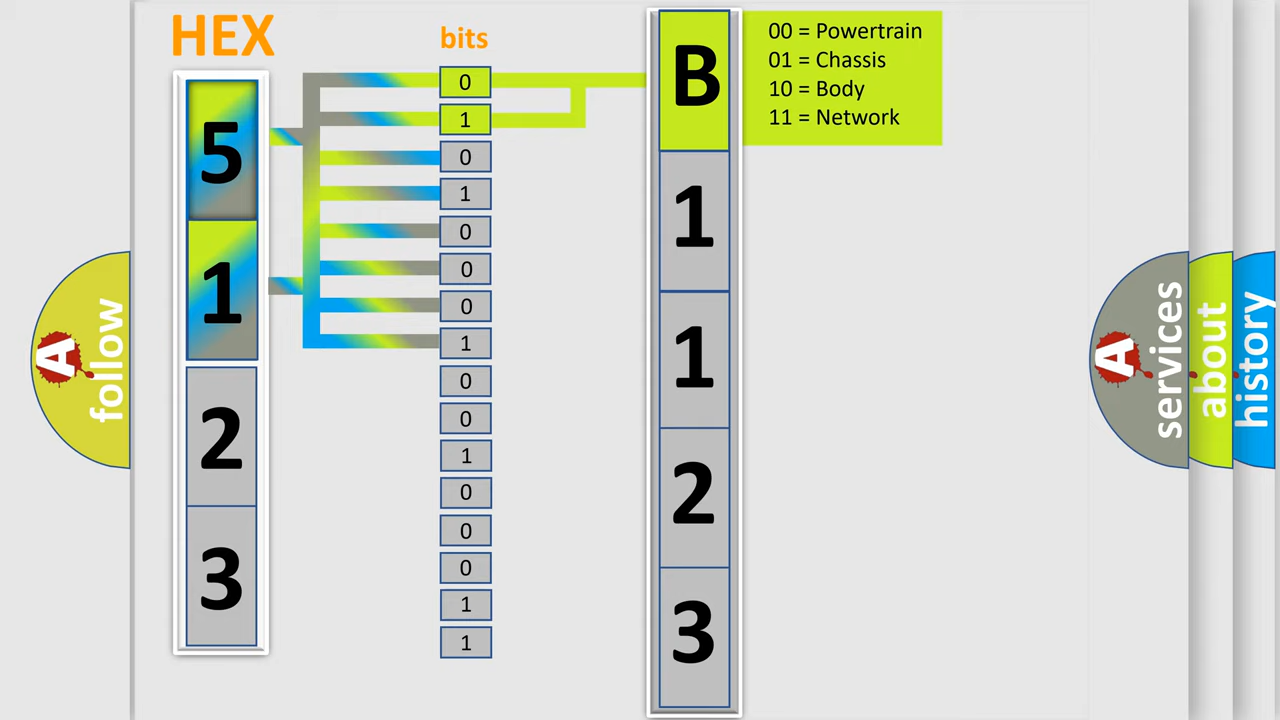 HEX
bits
5
1
2
3
0
1
0
1
0
0
0
1
0
0
1
0
0
0
1
1
B
1
1
2
3
00 = Powertrain
01 = Chassis
10 = Body
11 = Network
A
follow
A
services
about
history